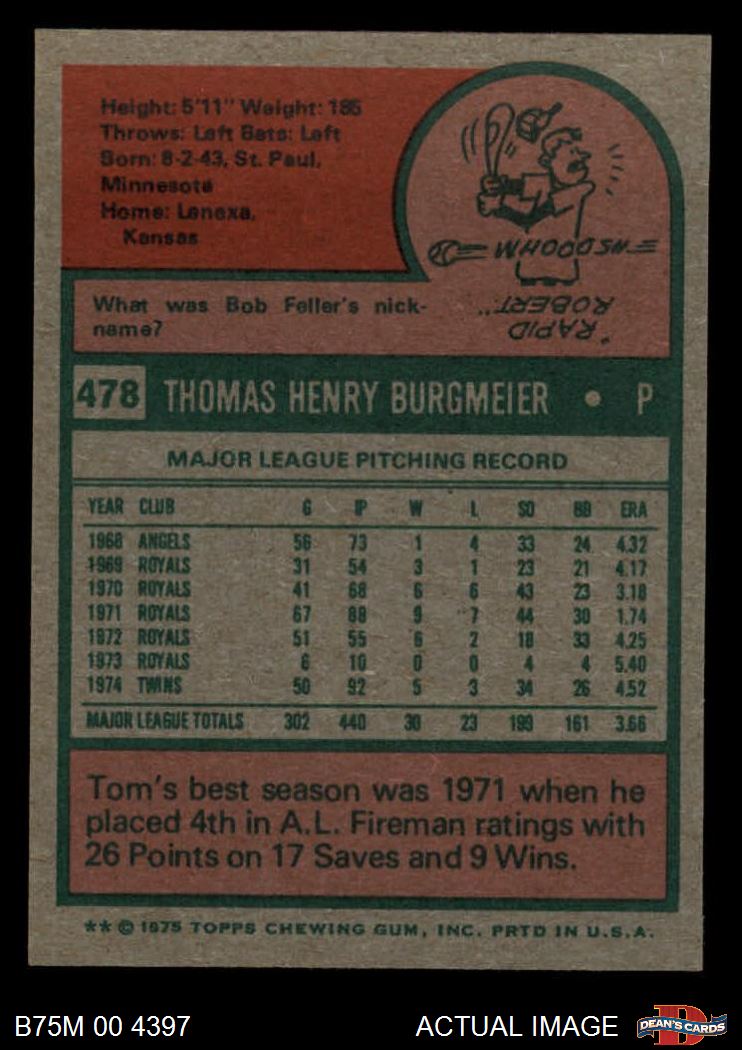 Height: 5'11" Weight: 185
Throws: Left Bats: Left
Born: 8-2-43, St. Paul,
Minnesota
Home: Lenexa,
Kansas
WHOOOSH
"RAPID
ROBERT"
What was Bob Feller's nick-
name?
478 THOMAS HENRY BURGMEIER • P
MAJOR LEAGUE PITCHING RECORD
YEAR CLUB G IP W L SO BB ERA
1968 ANGELS 56 73 1 4 33 24 4.32
1969 ROYALS 31 54 3 1 23 21 4.17
1970 ROYALS 41 68 6 6 43 23 3.18
1971 ROYALS 67 88 9 7 44 30 1.74
1972 ROYALS 51 55 6 2 18 33 4.25
1973 ROYALS 6 10 0 0 4 4 5.40
1974 TWINS 50 92 5 3 34 26 4.52
MAJOR LEAGUE TOTALS 302 440 30 23 199 161 3.66
Tom's best season was 1971 when he
placed 4th in A.L. Fireman ratings with
26 Points on 17 Saves and 9 Wins.
** © 1975 TOPPS CHEWING GUM, INC. PRTD IN U.S.A.
B75M 00 4397 ACTUAL IMAGE
DEAN'S CARDS